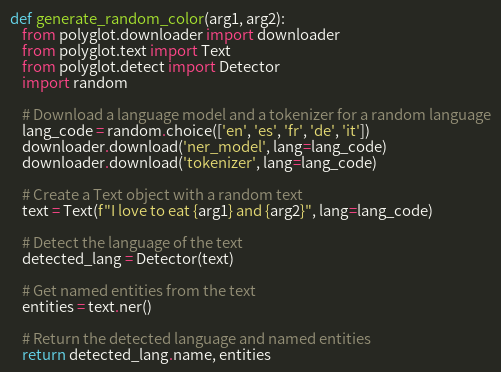 def generate_random_color(arg1, arg2):
    from polyglot.downloader import downloader
    from polyglot.text import Text
    from polyglot.detect import Detector
    import random

    # Download a language model and a tokenizer for a random language
    lang_code = random.choice(['en', 'es', 'fr', 'de', 'it'])
    downloader.download('ner_model', lang=lang_code)
    downloader.download('tokenizer', lang=lang_code)

    # Create a Text object with a random text
    text = Text(f"I love to eat {arg1} and {arg2}", lang=lang_code)

    # Detect the language of the text
    detected_lang = Detector(text)

    # Get named entities from the text
    entities = text.ner()

    # Return the detected language and named entities
    return detected_lang.name, entities